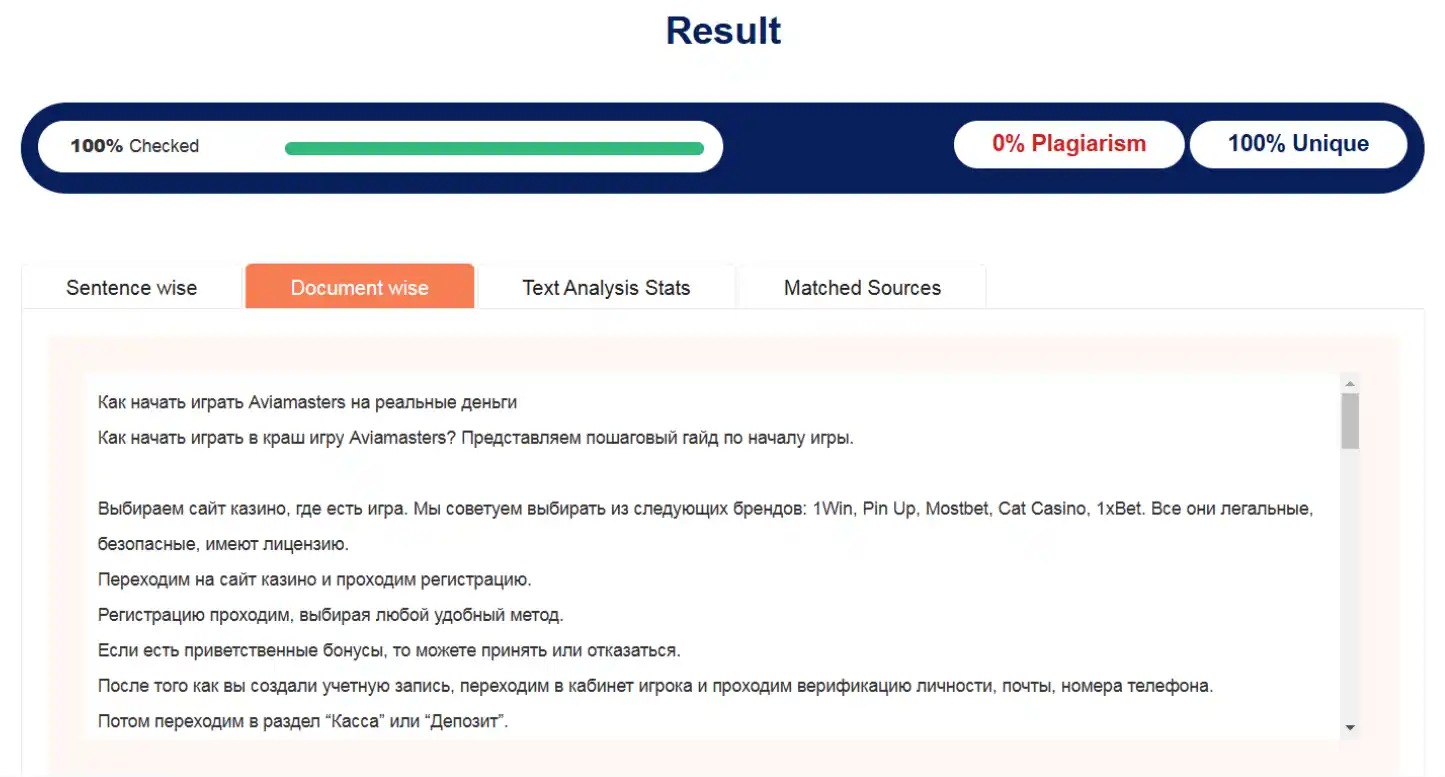 Result
100% Checked
0% Plagiarism
100% Unique
Sentence wise
Document wise
Text Analysis Stats
Matched Sources
Как начать играть Aviamasters на реальные деньги
Как начать играть в краш игру Aviamasters? Представляем пошаговый гайд по началу игры.
Выбираем сайт казино, где есть игра. Мы советуем выбирать из следующих брендов: 1Win, Pin Up, Mostbet, Cat Casino, 1xBet. Все они легальные,
безопасные, имеют лицензию.
Переходим на сайт казино и проходим регистрацию.
Регистрацию проходим, выбирая любой удобный метод.
Если есть приветственные бонусы, то можете принять или отказаться.
После того как вы создали учетную запись, переходим в кабинет игрока и проходим верификацию личности, почты, номера телефона.
Потом переходим в раздел “Касса” или “Депозит”.